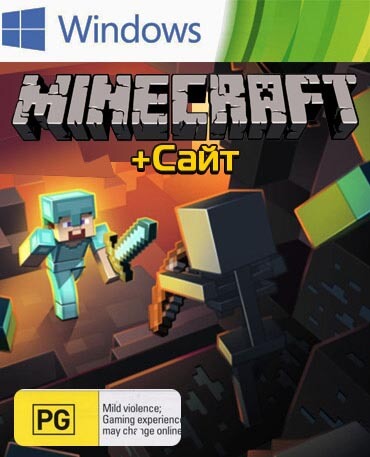 Windows
MINECRAFT
+Сайт
PG
Mild violence;
Gaming experience
may change online